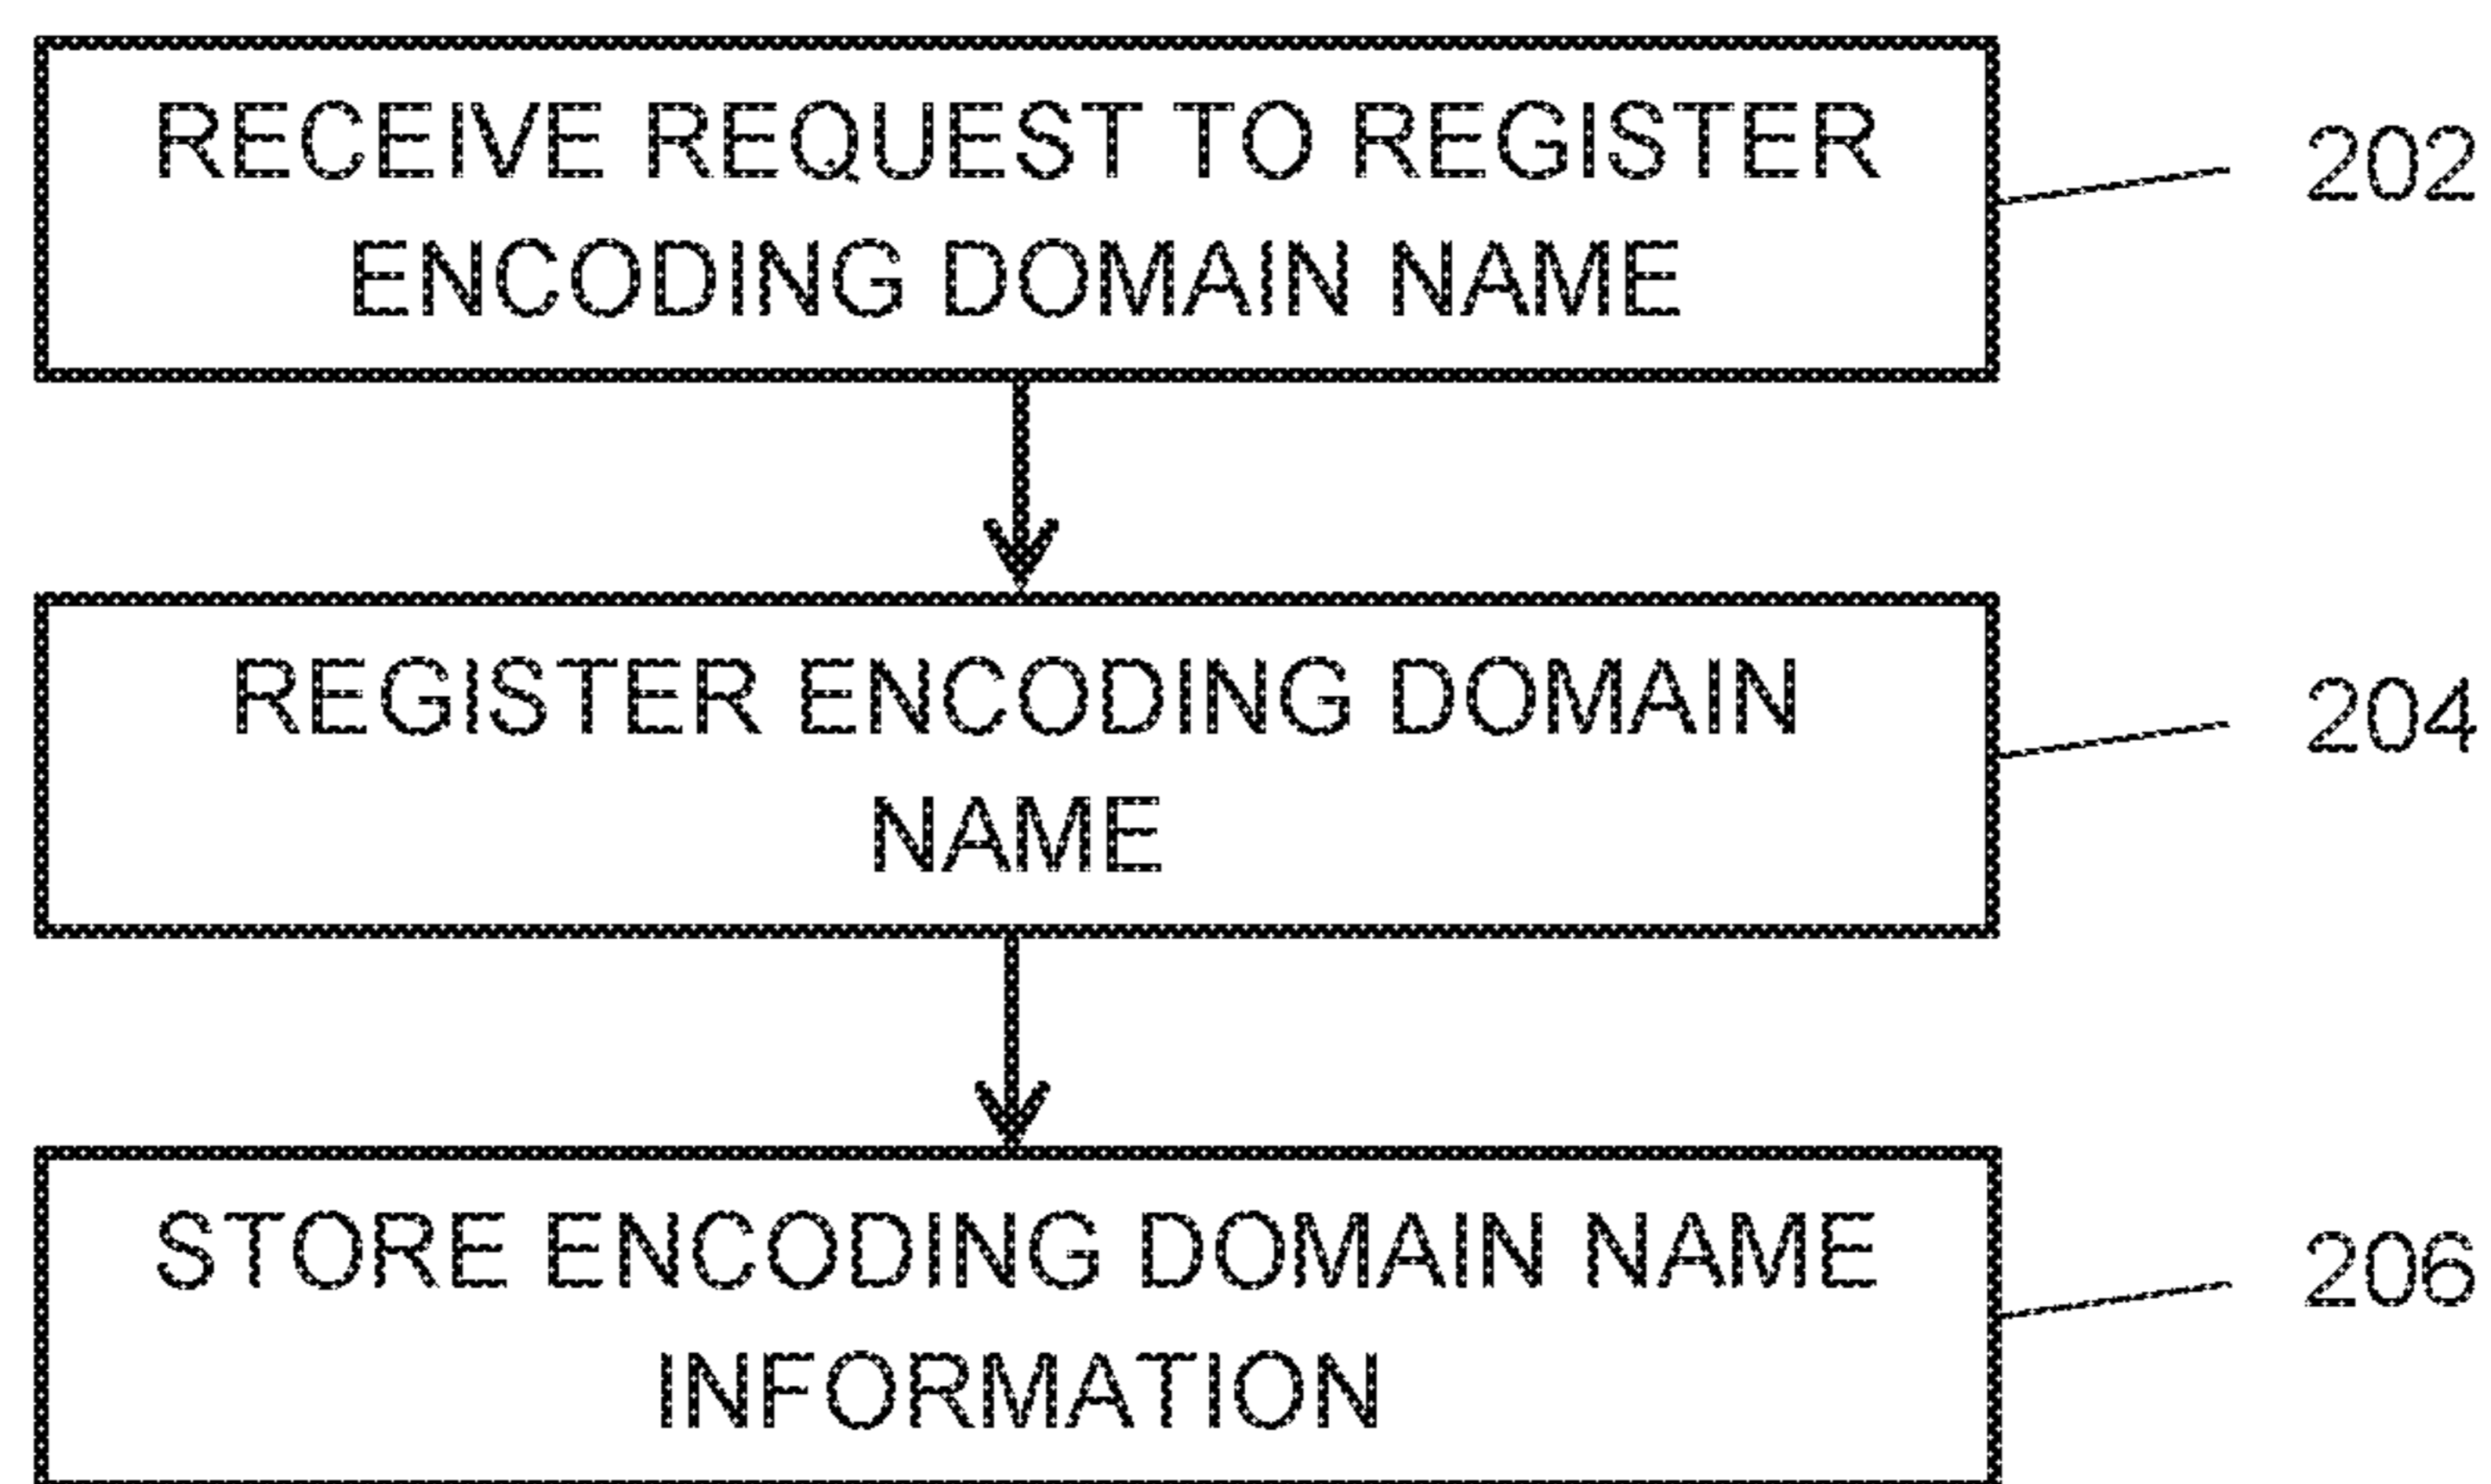 RECEIVE REQUEST TO REGISTER
ENCODING DOMAIN NAME
202
REGISTER ENCODING DOMAIN
NAME
204
STORE ENCODING DOMAIN NAME
INFORMATION
206